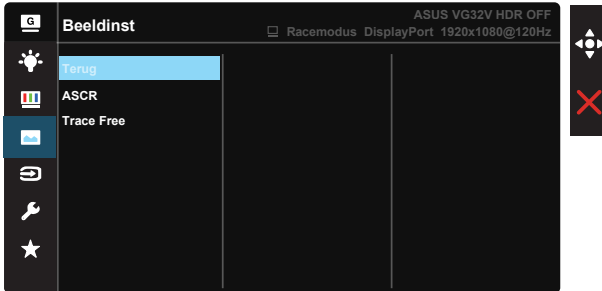 G
Beeldinst
ASUS VG32V HDR OFF
Racemodus DisplayPort 1920x1080@120Hz
Terug
ASCR
Trace Free